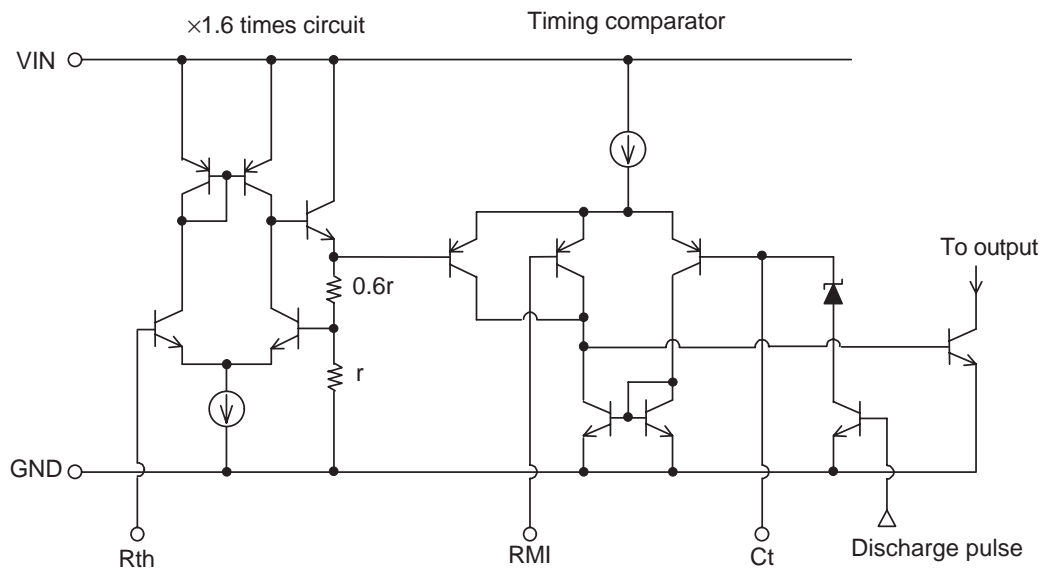 ×1.6 times circuit
Timing comparator
VIN
To output
0.6r
r
GND
Rth
RMI
Ct
Discharge pulse